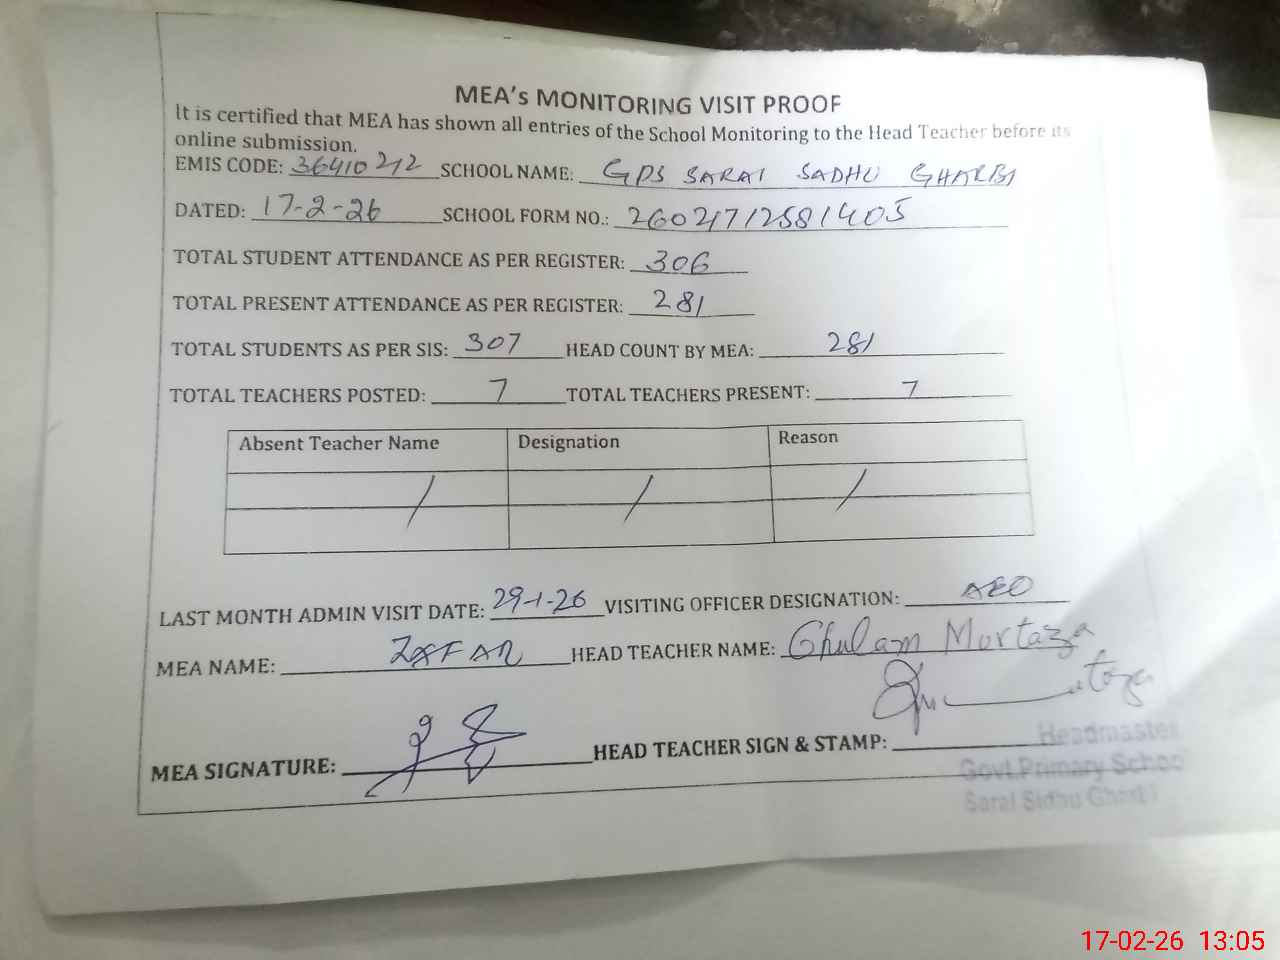 MEA's MONITORING VISIT PROOF
It is certified that MEA has shown all entries of the School Monitoring to the Head Teacher before its
online submission.
EMIS CODE: 36410212 SCHOOL NAME: GPS SARAI SADHU GHARBI
DATED: 17-2-26 SCHOOL FORM NO.: 26021712581405
TOTAL STUDENT ATTENDANCE AS PER REGISTER: 306
TOTAL PRESENT ATTENDANCE AS PER REGISTER: 281
TOTAL STUDENTS AS PER SIS: 307 HEAD COUNT BY MEA: 281
TOTAL TEACHERS POSTED: 7 TOTAL TEACHERS PRESENT: 7
Absent Teacher Name Designation Reason
/ / /
LAST MONTH ADMIN VISIT DATE: 29-1-26 VISITING OFFICER DESIGNATION: AEO
MEA NAME: ZAFAR HEAD TEACHER NAME: Ghulam Murtaza
MEA SIGNATURE: HEAD TEACHER SIGN & STAMP:
Headmaster
Govt.Primary School
Sarai Sidhu Gharbi
17-02-26 13:05